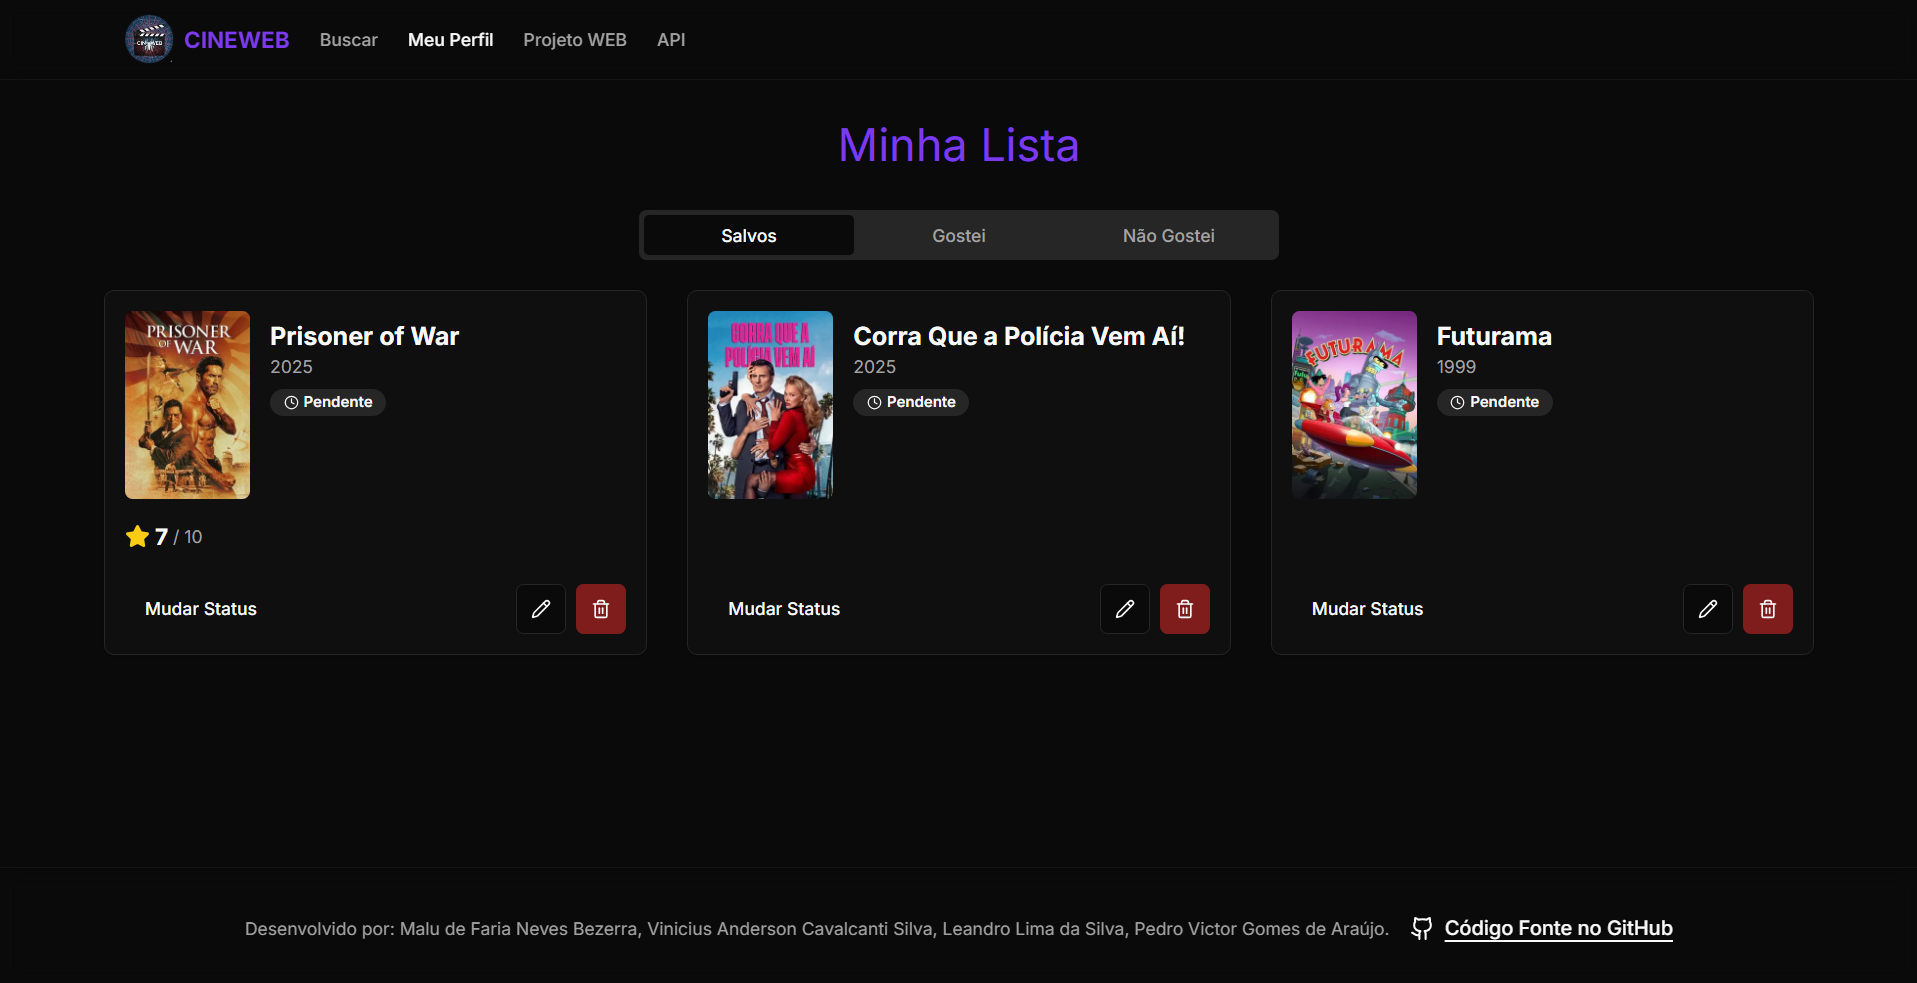 CINEWEB
CINEWEB Buscar Meu Perfil Projeto WEB API
Minha Lista
Salvos Gostei Não Gostei
PRISONER
OF WAR
Prisoner of War
2025
Pendente
7 / 10
Mudar Status
CORRA QUE A
POLÍCIA VEM AÍ
Corra Que a Polícia Vem Aí!
2025
Pendente
Mudar Status
FUTURAMA
Futurama
1999
Pendente
Mudar Status
Desenvolvido por: Malu de Faria Neves Bezerra, Vinicius Anderson Cavalcanti Silva, Leandro Lima da Silva, Pedro Victor Gomes de Araújo. Código Fonte no GitHub